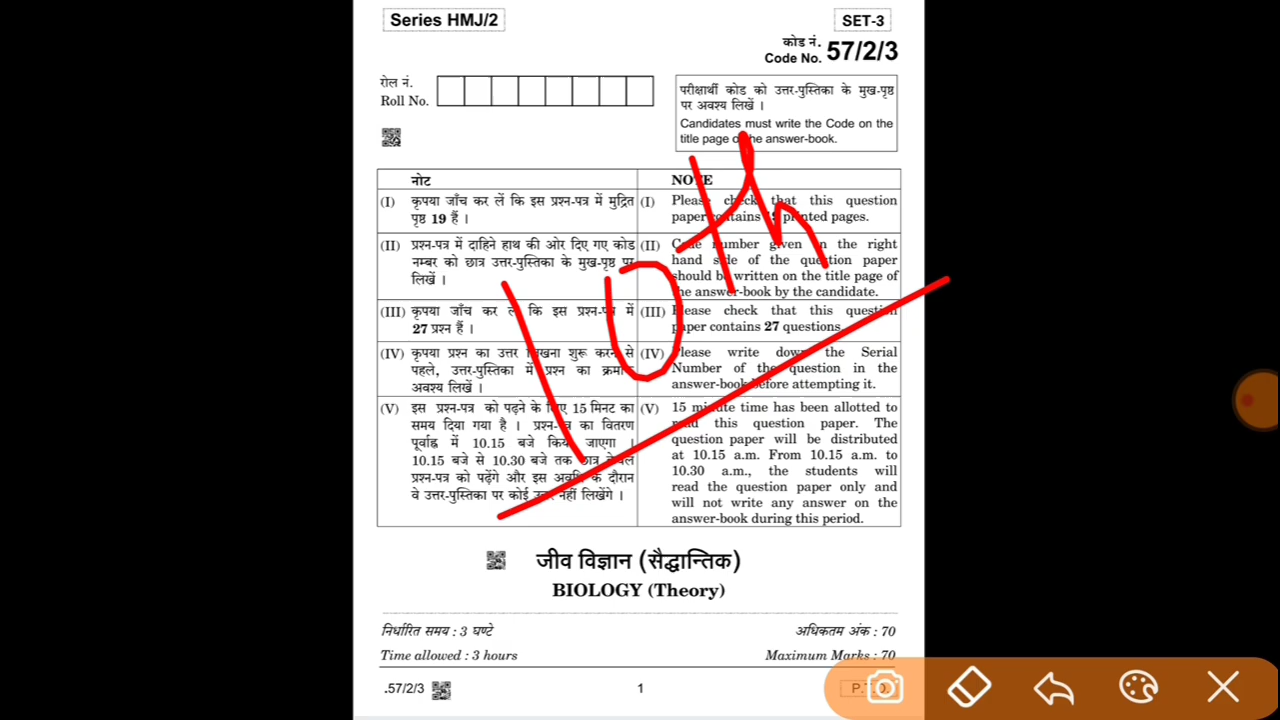 Series HMJ/2
SET-3
कोड नं.
Code No. 57/2/3
रोल नं.
Roll No.
परीक्षार्थी कोड को उत्तर-पुस्तिका के मुख-पृष्ठ
पर अवश्य लिखें ।
Candidates must write the Code on the
title page of the answer-book.
नोट
(I) कृपया जाँच कर लें कि इस प्रश्न-पत्र में मुद्रित
पृष्ठ 19 हैं ।
(II) प्रश्न-पत्र में दाहिने हाथ की ओर दिए गए कोड
नम्बर को छात्र उत्तर-पुस्तिका के मुख-पृष्ठ पर
लिखें ।
(III) कृपया जाँच कर लें कि इस प्रश्न-पत्र में
27 प्रश्न हैं ।
(IV) कृपया प्रश्न का उत्तर लिखना शुरू करने से
पहले, उत्तर-पुस्तिका में प्रश्न का क्रमांक
अवश्य लिखें ।
(V) इस प्रश्न-पत्र को पढ़ने के लिए 15 मिनट का
समय दिया गया है । प्रश्न-पत्र का वितरण
पूर्वाह्न में 10.15 बजे किया जाएगा ।
10.15 बजे से 10.30 बजे तक छात्र केवल
प्रश्न-पत्र को पढ़ेंगे और इस अवधि के दौरान
वे उत्तर-पुस्तिका पर कोई उत्तर नहीं लिखेंगे ।
NOTE
(I) Please check that this question
paper contains 19 printed pages.
(II) Code number given on the right
hand side of the question paper
should be written on the title page of
the answer-book by the candidate.
(III) Please check that this question
paper contains 27 questions.
(IV) Please write down the Serial
Number of the question in the
answer-book before attempting it.
(V) 15 minute time has been allotted to
read this question paper. The
question paper will be distributed
at 10.15 a.m. From 10.15 a.m. to
10.30 a.m., the students will
read the question paper only and
will not write any answer on the
answer-book during this period.
10th
जीव विज्ञान (सैद्धान्तिक)
BIOLOGY (Theory)
निर्धारित समय : 3 घण्टे
अधिकतम अंक : 70
Time allowed : 3 hours
Maximum Marks : 70
.57/2/3
1
P.T.O.